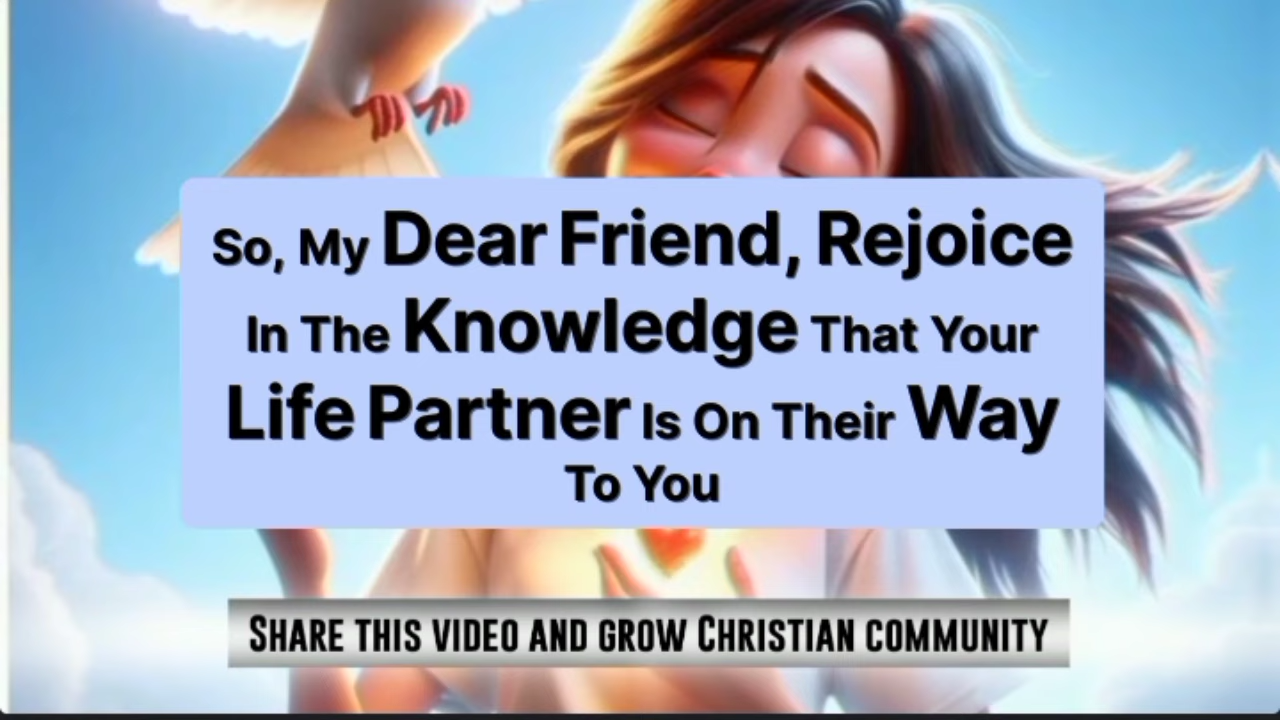 So, My Dear Friend, Rejoice
In The Knowledge That Your
Life Partner Is On Their Way
To You
Share this video and grow Christian community